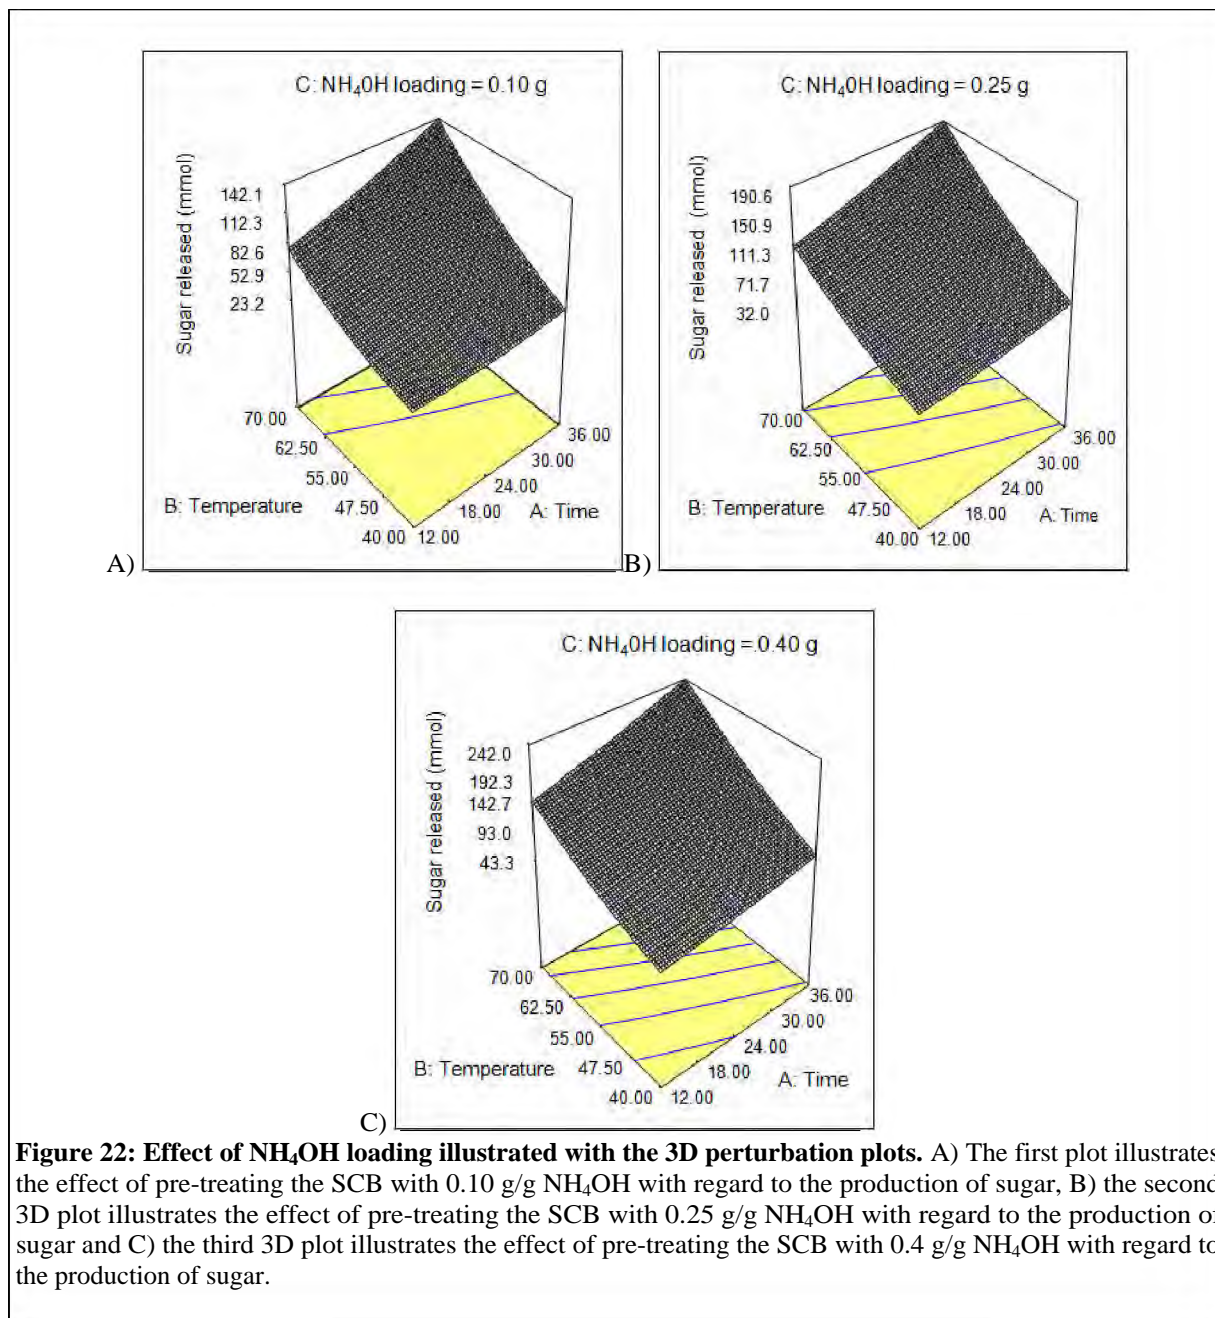 C: NH₄0H loading = 0.10 g
Sugar released (mmol)
142.1
112.3
82.6
52.9
23.2
70.00
62.50
55.00
47.50
40.00
B: Temperature
12.00
18.00
24.00
30.00
36.00
A: Time
A)
C: NH₄0H loading = 0.25 g
Sugar released (mmol)
190.6
150.9
111.3
71.7
32.0
70.00
62.50
55.00
47.50
40.00
B: Temperature
12.00
18.00
24.00
30.00
36.00
A: Time
B)
C: NH₄0H loading = 0.40 g
Sugar released (mmol)
242.0
192.3
142.7
93.0
43.3
70.00
62.50
55.00
47.50
40.00
B: Temperature
12.00
18.00
24.00
30.00
36.00
A: Time
C)
Figure 22: Effect of NH₄OH loading illustrated with the 3D perturbation plots. A) The first plot illustrates
the effect of pre-treating the SCB with 0.10 g/g NH₄OH with regard to the production of sugar, B) the second
3D plot illustrates the effect of pre-treating the SCB with 0.25 g/g NH₄OH with regard to the production of
sugar and C) the third 3D plot illustrates the effect of pre-treating the SCB with 0.4 g/g NH₄OH with regard to
the production of sugar.